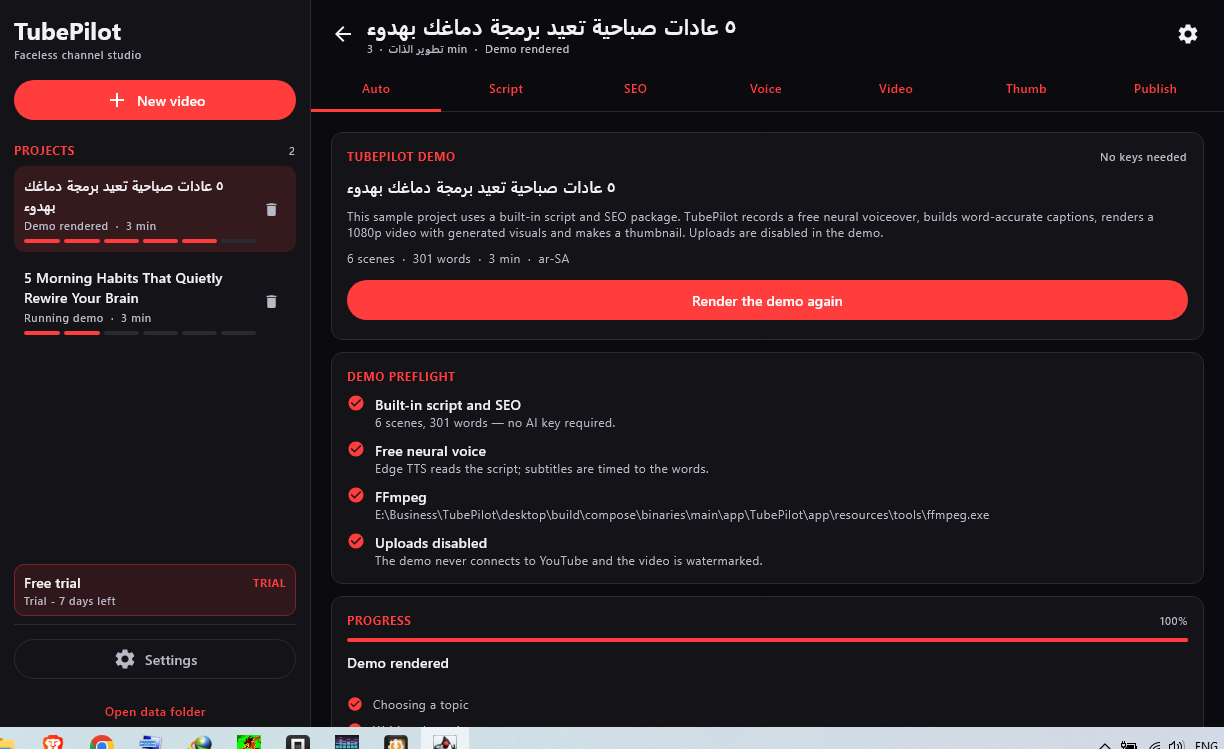 TubePilot
Faceless channel studio
New video
PROJECTS 2
٥ عادات صباحية تعيد برمجة دماغك
بهدوء
Demo rendered · 3 min
5 Morning Habits That Quietly
Rewire Your Brain
Running demo · 3 min
Free trial TRIAL
Trial - 7 days left
Settings
Open data folder
٥ عادات صباحية تعيد برمجة دماغك بهدوء
3 · تطوير الذات min · Demo rendered
Auto Script SEO Voice Video Thumb Publish
TUBEPILOT DEMO No keys needed
٥ عادات صباحية تعيد برمجة دماغك بهدوء
This sample project uses a built-in script and SEO package. TubePilot records a free neural voiceover, builds word-accurate captions, renders a
1080p video with generated visuals and makes a thumbnail. Uploads are disabled in the demo.
6 scenes · 301 words · 3 min · ar-SA
Render the demo again
DEMO PREFLIGHT
Built-in script and SEO
6 scenes, 301 words — no AI key required.
Free neural voice
Edge TTS reads the script; subtitles are timed to the words.
FFmpeg
E:\Business\TubePilot\desktop\build\compose\binaries\main\app\TubePilot\app\resources\tools\ffmpeg.exe
Uploads disabled
The demo never connects to YouTube and the video is watermarked.
PROGRESS 100%
Demo rendered
Choosing a topic
ENG